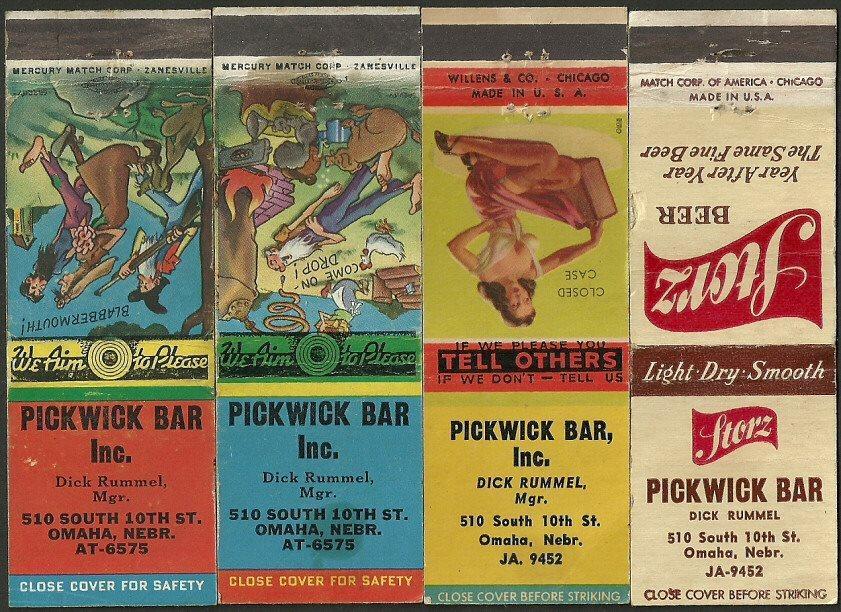 MERCURY MATCH CORP · ZANESVILLE
BLABBERMOUTH!
We Aim to Please
PICKWICK BAR
Inc.
Dick Rummel,
Mgr.
510 SOUTH 10TH ST.
OMAHA, NEBR.
AT-6575
CLOSE COVER FOR SAFETY
MERCURY MATCH CORP · ZANESVILLE
COME ON
DROP!
We Aim to Please
PICKWICK BAR
Inc.
Dick Rummel,
Mgr.
510 SOUTH 10TH ST.
OMAHA, NEBR.
AT-6575
CLOSE COVER FOR SAFETY
WILLENS & CO. · CHICAGO
MADE IN U. S. A.
CLOSED
CASE
IF WE PLEASE YOU
TELL OTHERS
IF WE DON'T — TELL US
PICKWICK BAR,
Inc.
DICK RUMMEL,
Mgr.
510 South 10th St.
Omaha, Nebr.
JA. 9452
CLOSE COVER BEFORE STRIKING
MATCH CORP. OF AMERICA · CHICAGO
MADE IN U.S.A.
Storz
BEER
Year After Year
The Same Fine Beer
Light · Dry · Smooth
Storz
PICKWICK BAR
DICK RUMMEL
510 South 10th St.
Omaha, Nebr.
JA-9452
CLOSE COVER BEFORE STRIKING